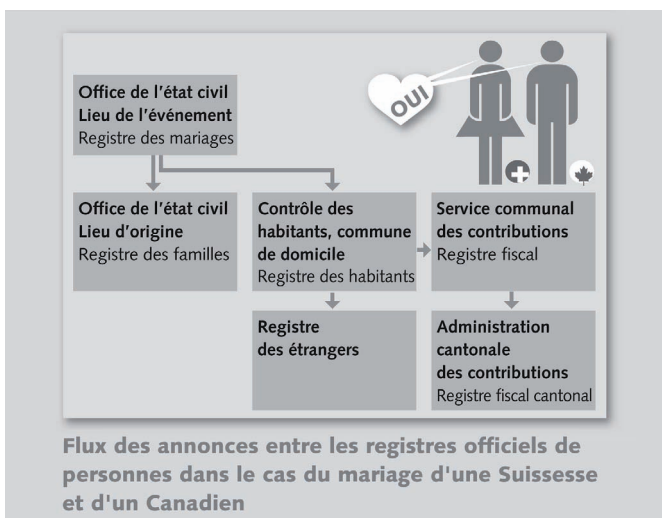 OUI
Office de l'état civil
Lieu de l'événement
Registre des mariages
Office de l'état civil
Lieu d'origine
Registre des familles
Contrôle des
habitants, commune
de domicile
Registre des habitants
Service communal
des contributions
Registre fiscal
Registre
des étrangers
Administration
cantonale
des contributions
Registre fiscal cantonal
Flux des annonces entre les registres officiels de
personnes dans le cas du mariage d'une Suissesse
et d'un Canadien